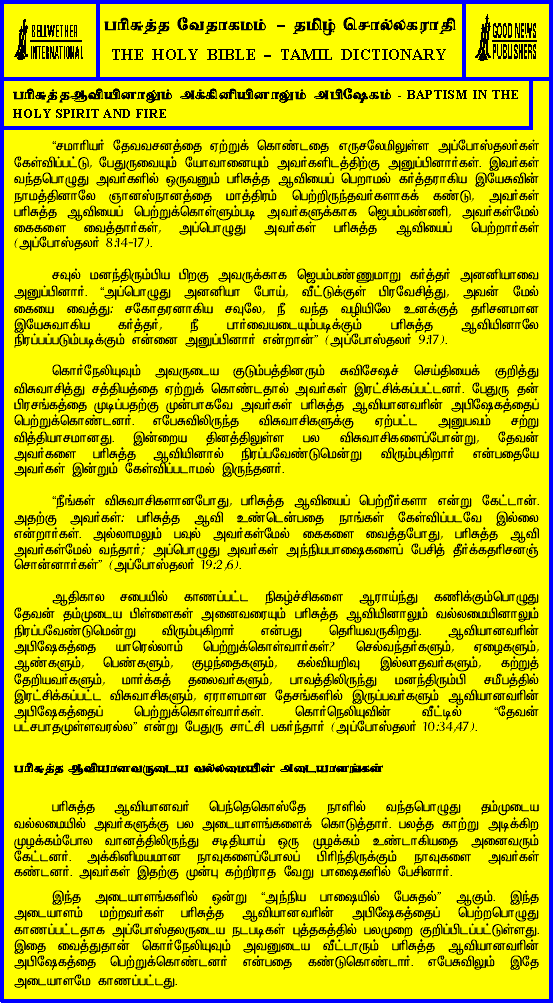 BELLWETHER
INTERNATIONAL
பரிசுத்த வேதாகமம் – தமிழ் சொல்லகராதி
THE HOLY BIBLE – TAMIL DICTIONARY
GOOD NEWS
PUBLISHERS
பரிசுத்தஆவியினாலும் அக்கினியினாலும் அபிஷேகம் - BAPTISM IN THE
HOLY SPIRIT AND FIRE
“சமாரியர் தேவவசனத்தை ஏற்றுக் கொண்டதை எருசலேமிலுள்ள அப்போஸ்தலர்கள்
கேள்விப்பட்டு, பேதுருவையும் யோவானையும் அவர்களிடத்திற்கு அனுப்பினார்கள். இவர்கள்
வந்தபொழுது அவர்களில் ஒருவனும் பரிசுத்த ஆவியைப் பெறாமல் கர்த்தராகிய இயேசுவின்
நாமத்தினாலே ஞானஸ்நானத்தை மாத்திரம் பெற்றிருந்தவர்களாகக் கண்டு, அவர்கள்
பரிசுத்த ஆவியைப் பெற்றுக்கொள்ளும்படி அவர்களுக்காக ஜெபம்பண்ணி, அவர்கள்மேல்
கைகளை வைத்தார்கள், அப்பொழுது அவர்கள் பரிசுத்த ஆவியைப் பெற்றார்கள்
(அப்போஸ்தலர் 8:14-17).
சவுல் மனந்திரும்பிய பிறகு அவருக்காக ஜெபம்பண்ணுமாறு கர்த்தர் அனனியாவை
அனுப்பினார். “அப்பொழுது அனனியா போய், வீட்டுக்குள் பிரவேசித்து, அவன் மேல்
கையை வைத்து: சகோதரனாகிய சவுலே, நீ வந்த வழியிலே உனக்குத் தரிசனமான
இயேசுவாகிய கர்த்தர், நீ பார்வையடையும்படிக்கும் பரிசுத்த ஆவியினாலே
நிரப்பப்படும்படிக்கும் என்னை அனுப்பினார் என்றான்” (அப்போஸ்தலர் 9:17).
கொர்நேலியுவும் அவருடைய குடும்பத்தினரும் சுவிசேஷச் செய்தியைக் குறித்து
விசுவாசித்து சத்தியத்தை ஏற்றுக் கொண்டதால் அவர்கள் இரட்சிக்கப்பட்டனர். பேதுரு தன்
பிரசங்கத்தை முடிப்பதற்கு முன்பாகவே அவர்கள் பரிசுத்த ஆவியானவரின் அபிஷேகத்தைப்
பெற்றுக்கொண்டனர். எபேசுவிலிருந்த விசுவாசிகளுக்கு ஏற்பட்ட அனுபவம் சற்று
வித்தியாசமானது. இன்றைய தினத்திலுள்ள பல விசுவாசிகளைப்போன்று, தேவன்
அவர்களை பரிசுத்த ஆவியினால் நிரப்பவேண்டுமென்று விரும்புகிறார் என்பதையே
அவர்கள் இன்றும் கேள்விப்படாமல் இருந்தனர்.
“நீங்கள் விசுவாசிகளானபோது, பரிசுத்த ஆவியைப் பெற்றீர்களா என்று கேட்டான்.
அதற்கு அவர்கள்: பரிசுத்த ஆவி உண்டென்பதை நாங்கள் கேள்விப்படவே இல்லை
என்றார்கள். அல்லாமலும் பவுல் அவர்கள்மேல் கைகளை வைத்தபோது, பரிசுத்த ஆவி
அவர்கள்மேல் வந்தார்; அப்பொழுது அவர்கள் அந்நியபாஷைகளைப் பேசித் தீர்க்கதரிசனஞ்
சொன்னார்கள்” (அப்போஸ்தலர் 19:2,6).
ஆதிகால சபையில் காணப்பட்ட நிகழ்ச்சிகளை ஆராய்ந்து கணிக்கும்பொழுது
தேவன் தம்முடைய பிள்ளைகள் அனைவரையும் பரிசுத்த ஆவியினாலும் வல்லமையினாலும்
நிரப்பவேண்டுமென்று விரும்புகிறார் என்பது தெரியவருகிறது. ஆவியானவரின்
அபிஷேகத்தை யாரெல்லாம் பெற்றுக்கொள்வார்கள்? செல்வந்தர்களும், ஏழைகளும்,
ஆண்களும், பெண்களும், குழந்தைகளும், கல்வியறிவு இல்லாதவர்களும், கற்றுத்
தேறியவர்களும், மார்க்கத் தலைவர்களும், பாவத்திலிருந்து மனந்திரும்பி சமீபத்தில்
இரட்சிக்கப்பட்ட விசுவாசிகளும், ஏராளமான தேசங்களில் இருப்பவர்களும் ஆவியானவரின்
அபிஷேகத்தைப் பெற்றுக்கொள்வார்கள். கொர்நெலியுவின் வீட்டில் “தேவன்
பட்சபாதமுள்ளவரல்ல” என்று பேதுரு சாட்சி பகர்ந்தார் (அப்போஸ்தலர் 10:34,47).
பரிசுத்த ஆவியானவருடைய வல்லமையின் அடையாளங்கள்
பரிசுத்த ஆவியானவர் பெந்தெகொஸ்தே நாளில் வந்தபொழுது தம்முடைய
வல்லமையில் அவர்களுக்கு பல அடையாளங்களைக் கொடுத்தார். பலத்த காற்று அடிக்கிற
முழக்கம்போல வானத்திலிருந்து சடிதியாய் ஒரு முழக்கம் உண்டாகியதை அனைவரும்
கேட்டனர். அக்கினிமயமான நாவுகளைப்போலப் பிரிந்திருக்கும் நாவுகளை அவர்கள்
கண்டனர். அவர்கள் இதற்கு முன்பு கற்றிராத வேறு பாஷைகளில் பேசினார்.
இந்த அடையாளங்களில் ஒன்று “அந்நிய பாஷையில் பேசுதல்” ஆகும். இந்த
அடையாளம் மற்றவர்கள் பரிசுத்த ஆவியானவரின் அபிஷேகத்தைப் பெற்றபொழுது
காணப்பட்டதாக அப்போஸ்தலருடைய நடபடிகள் புத்தகத்தில் பலமுறை குறிப்பிடப்பட்டுள்ளது.
இதை வைத்துதான் கொர்நேலியுவும் அவனுடைய வீட்டாரும் பரிசுத்த ஆவியானவரின்
அபிஷேகத்தை பெற்றுக்கொண்டனர் என்பதை கண்டுகொண்டார். எபேசுவிலும் இதே
அடையாளமே காணப்பட்டது.